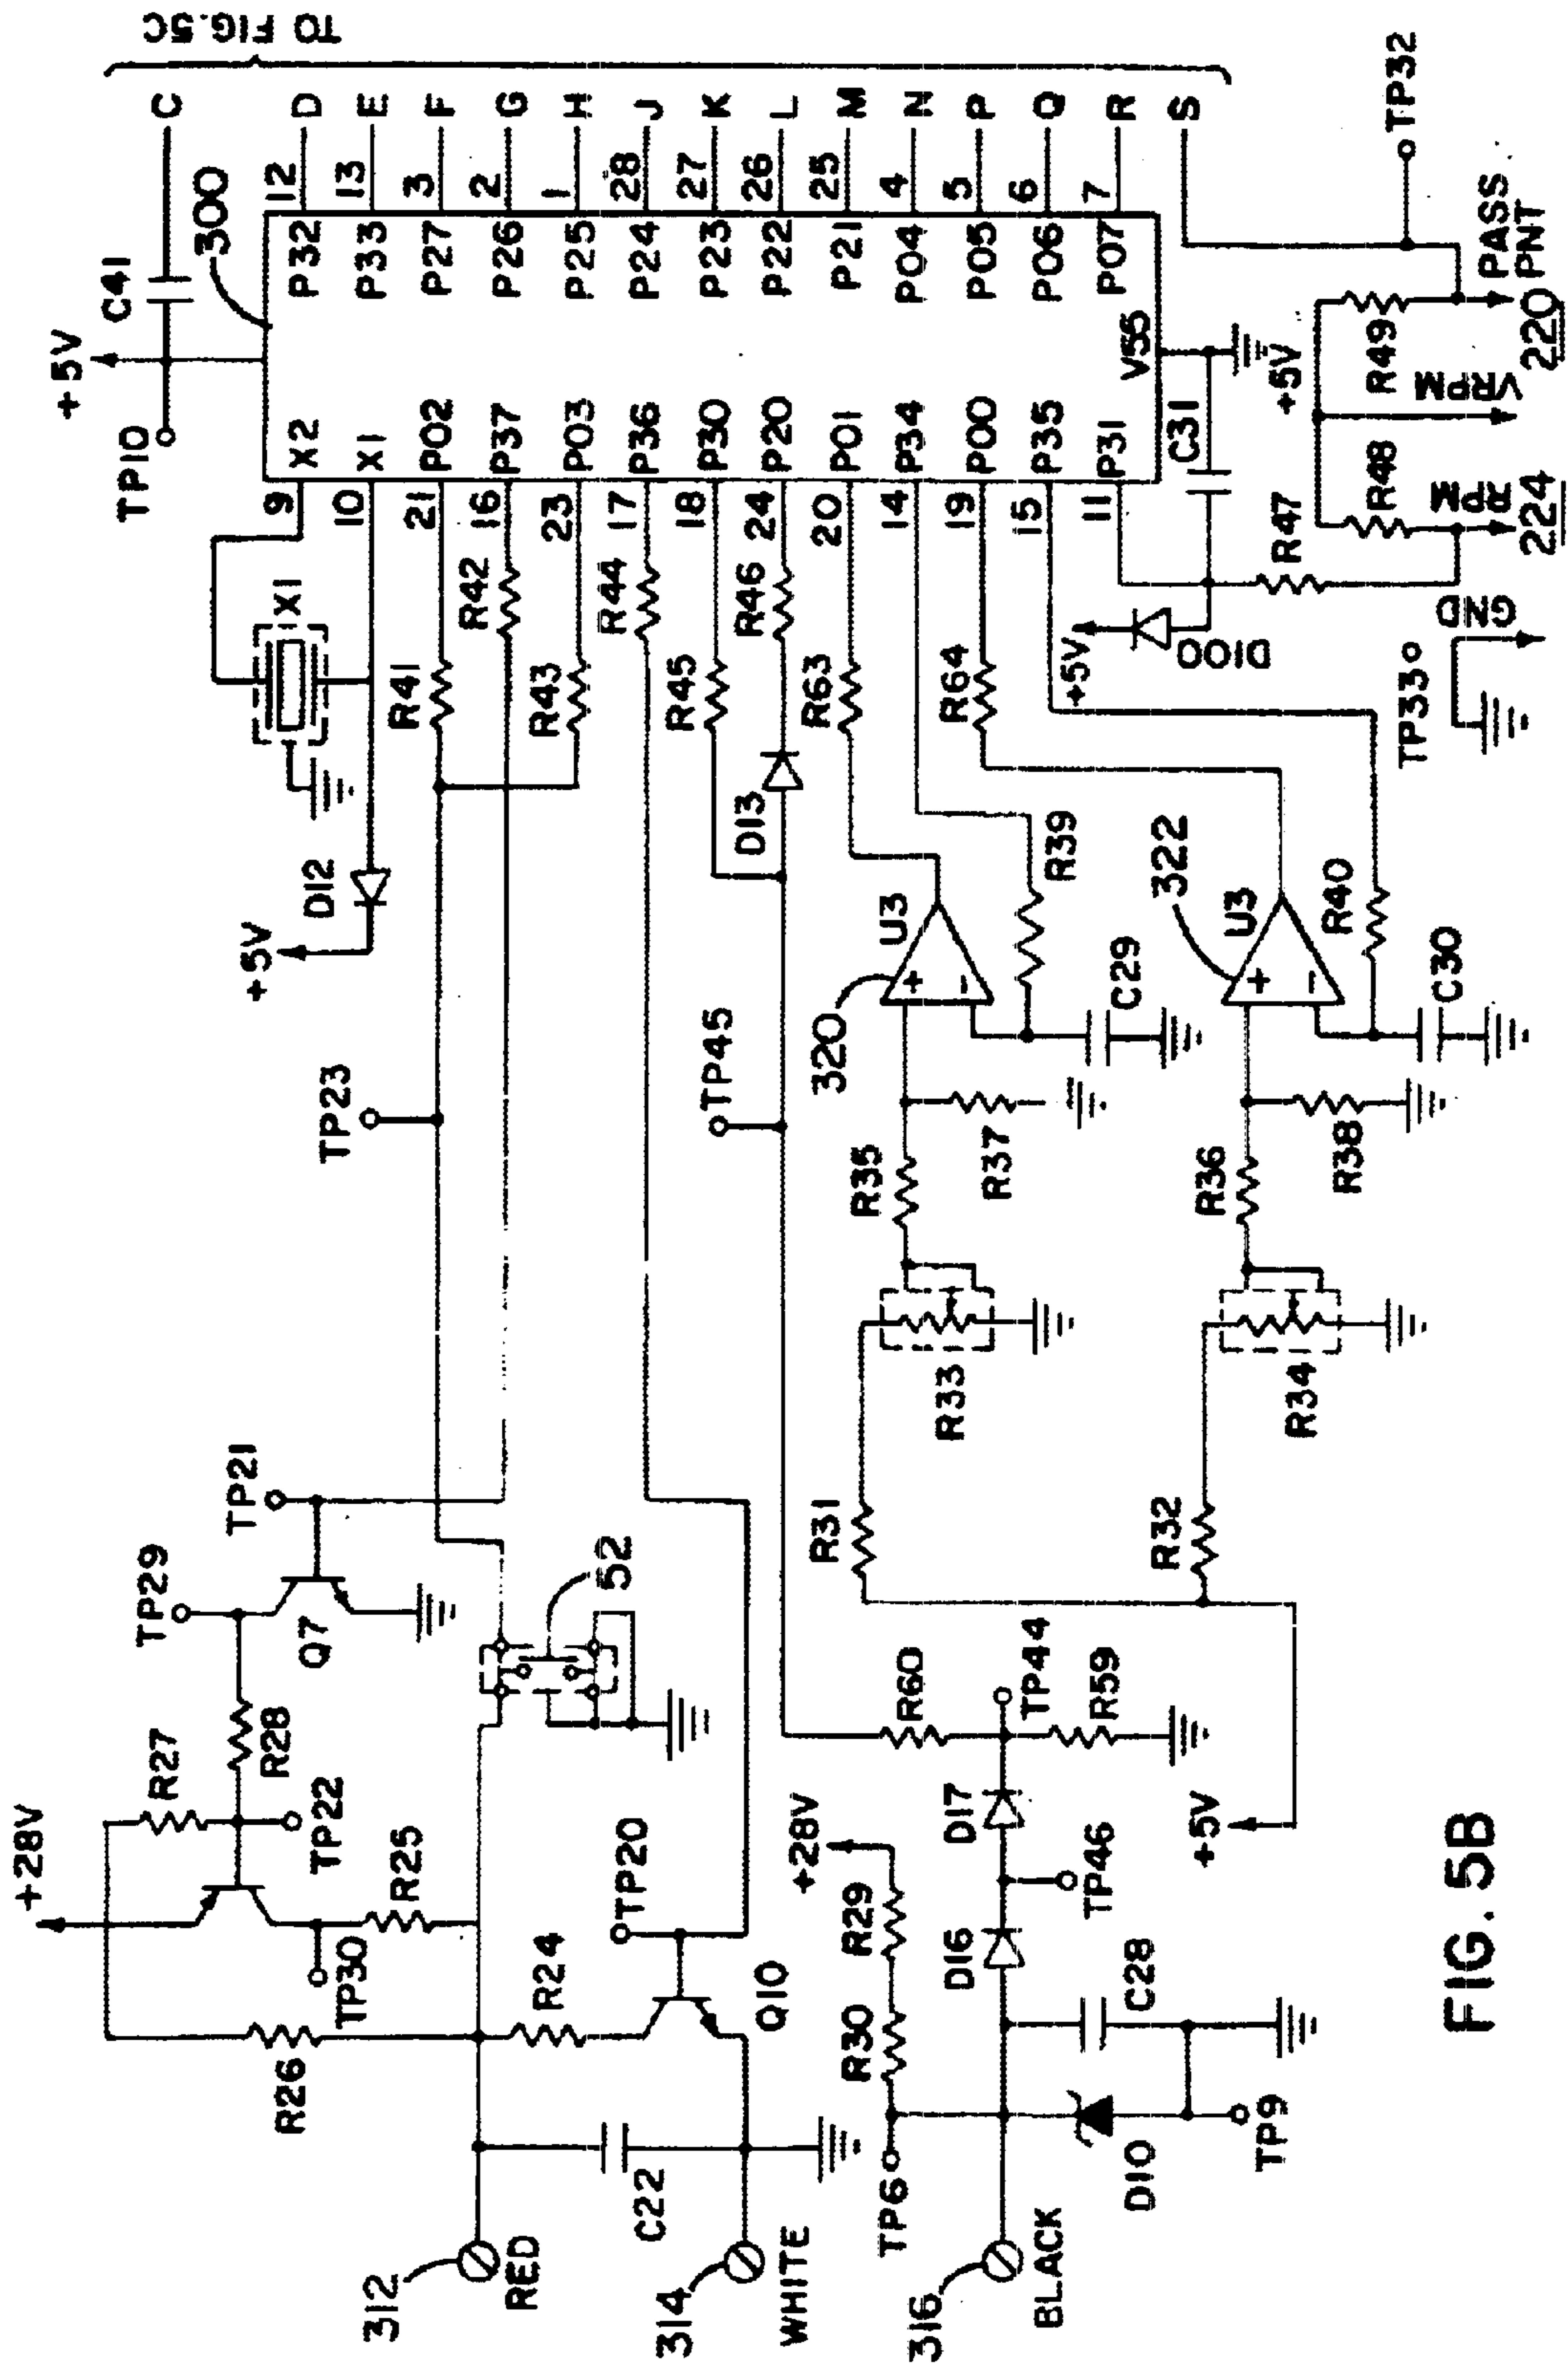 TO FIG.5C
C
D
E
F
G
H
J
K
L
M
N
P
Q
R
S
12
13
3
2
1
28
27
26
25
4
5
6
7
300
C41
+5V
TP10
P32
P33
P27
P26
P25
P24
P23
P22
P21
P04
P05
P06
P07
VSS
X2
X1
P02
P37
P03
P36
P30
P20
P01
P34
P00
P35
P31
9
10
21
16
23
17
18
24
20
14
19
15
11
TP32
PASS
PNT
220
R49
VRPM
+5V
R48
RPM
224
R47
C31
GND
TP33
D100
+5V
X1
D12
+5V
R41
R42
R43
R44
R45
R46
D13
R63
R64
R39
U3
320
C29
R40
U3
322
C30
+
-
+
-
TP23
TP45
R35
R37
R36
R38
R33
R34
R31
R32
TP21
TP29
Q7
52
R27
R28
TP22
+28V
R25
TP30
R26
R24
TP20
Q10
C22
312
RED
314
WHITE
316
BLACK
R60
TP44
R59
D17
TP46
D16
+28V
R29
R30
C28
TP6
D10
TP9
+5V
FIG. 5B